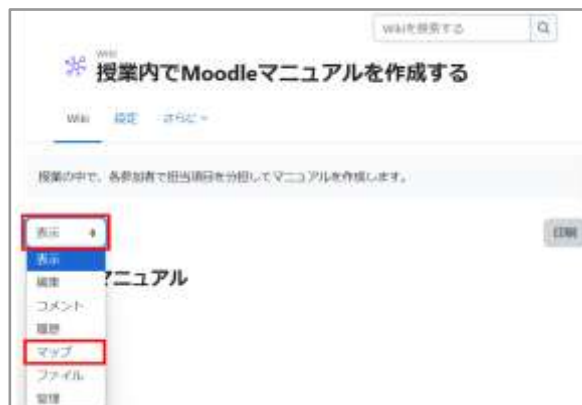 Wikiを検索する
Wiki
授業内でMoodleマニュアルを作成する
Wiki 設定 さらに
授業の中で、各参加者で担当項目を分担してマニュアルを作成します。
表示 印刷
表示
編集 マニュアル
コメント
履歴
マップ
ファイル
管理